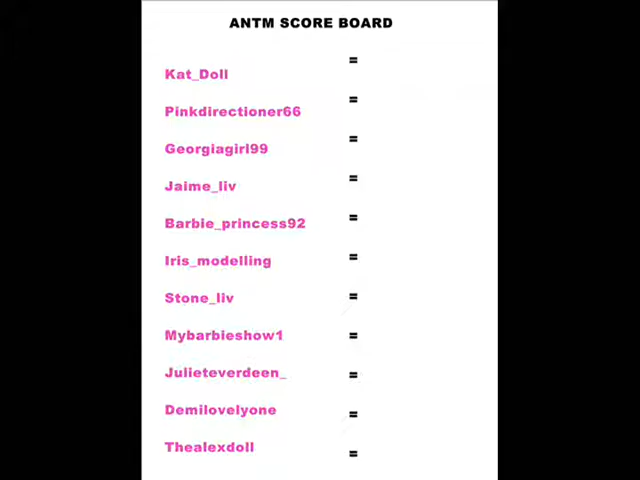 ANTM SCORE BOARD
=
Kat_Doll
=
Pinkdirectioner66
=
Georgiagirl99
=
Jaime_liv
=
Barbie_princess92
=
Iris_modelling
=
Stone_liv
=
Mybarbieshow1
=
Julieteverdeen_
=
Demilovelyone
=
Thealexdoll